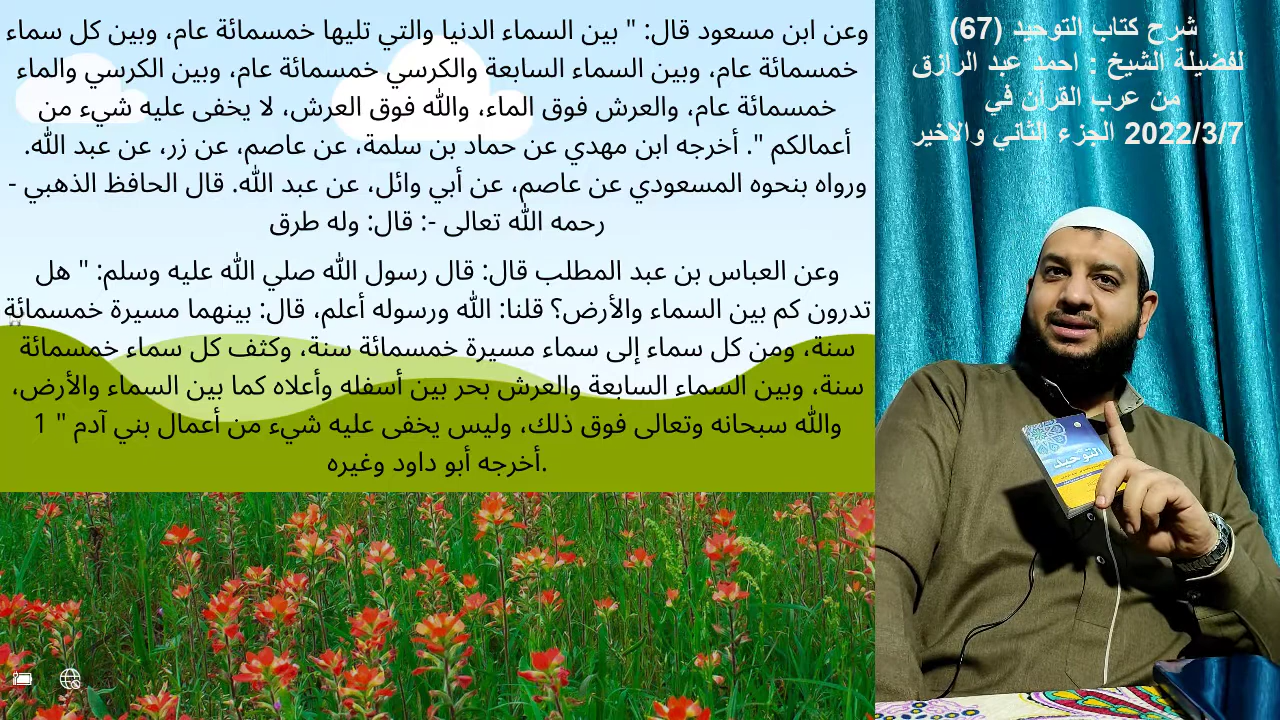 وعن ابن مسعود قال: " بين السماء الدنيا والتي تليها خمسمائة عام، وبين كل سماء
خمسمائة عام، وبين السماء السابعة والكرسي خمسمائة عام، وبين الكرسي والماء
خمسمائة عام، والعرش فوق الماء، والله فوق العرش، لا يخفى عليه شيء من
أعمالكم ". أخرجه ابن مهدي عن حماد بن سلمة، عن عاصم، عن زر، عن عبد الله.
ورواه بنحوه المسعودي عن عاصم، عن أبي وائل، عن عبد الله. قال الحافظ الذهبي -
رحمه الله تعالى -: قال: وله طرق
وعن العباس بن عبد المطلب قال: قال رسول الله صلي الله عليه وسلم: " هل
تدرون كم بين السماء والأرض؟ قلنا: الله ورسوله أعلم، قال: بينهما مسيرة خمسمائة
سنة، ومن كل سماء إلى سماء مسيرة خمسمائة سنة، وكثف كل سماء خمسمائة
سنة، وبين السماء السابعة والعرش بحر بين أسفله وأعلاه كما بين السماء والأرض،
والله سبحانه وتعالى فوق ذلك، وليس يخفى عليه شيء من أعمال بني آدم " 1
.أخرجه أبو داود وغيره
شرح كتاب التوحيد (67)
لفضيلة الشيخ : احمد عبد الرازق
من عرب القرآن في
2022/3/7 الجزء الثاني والاخير
التوحيد